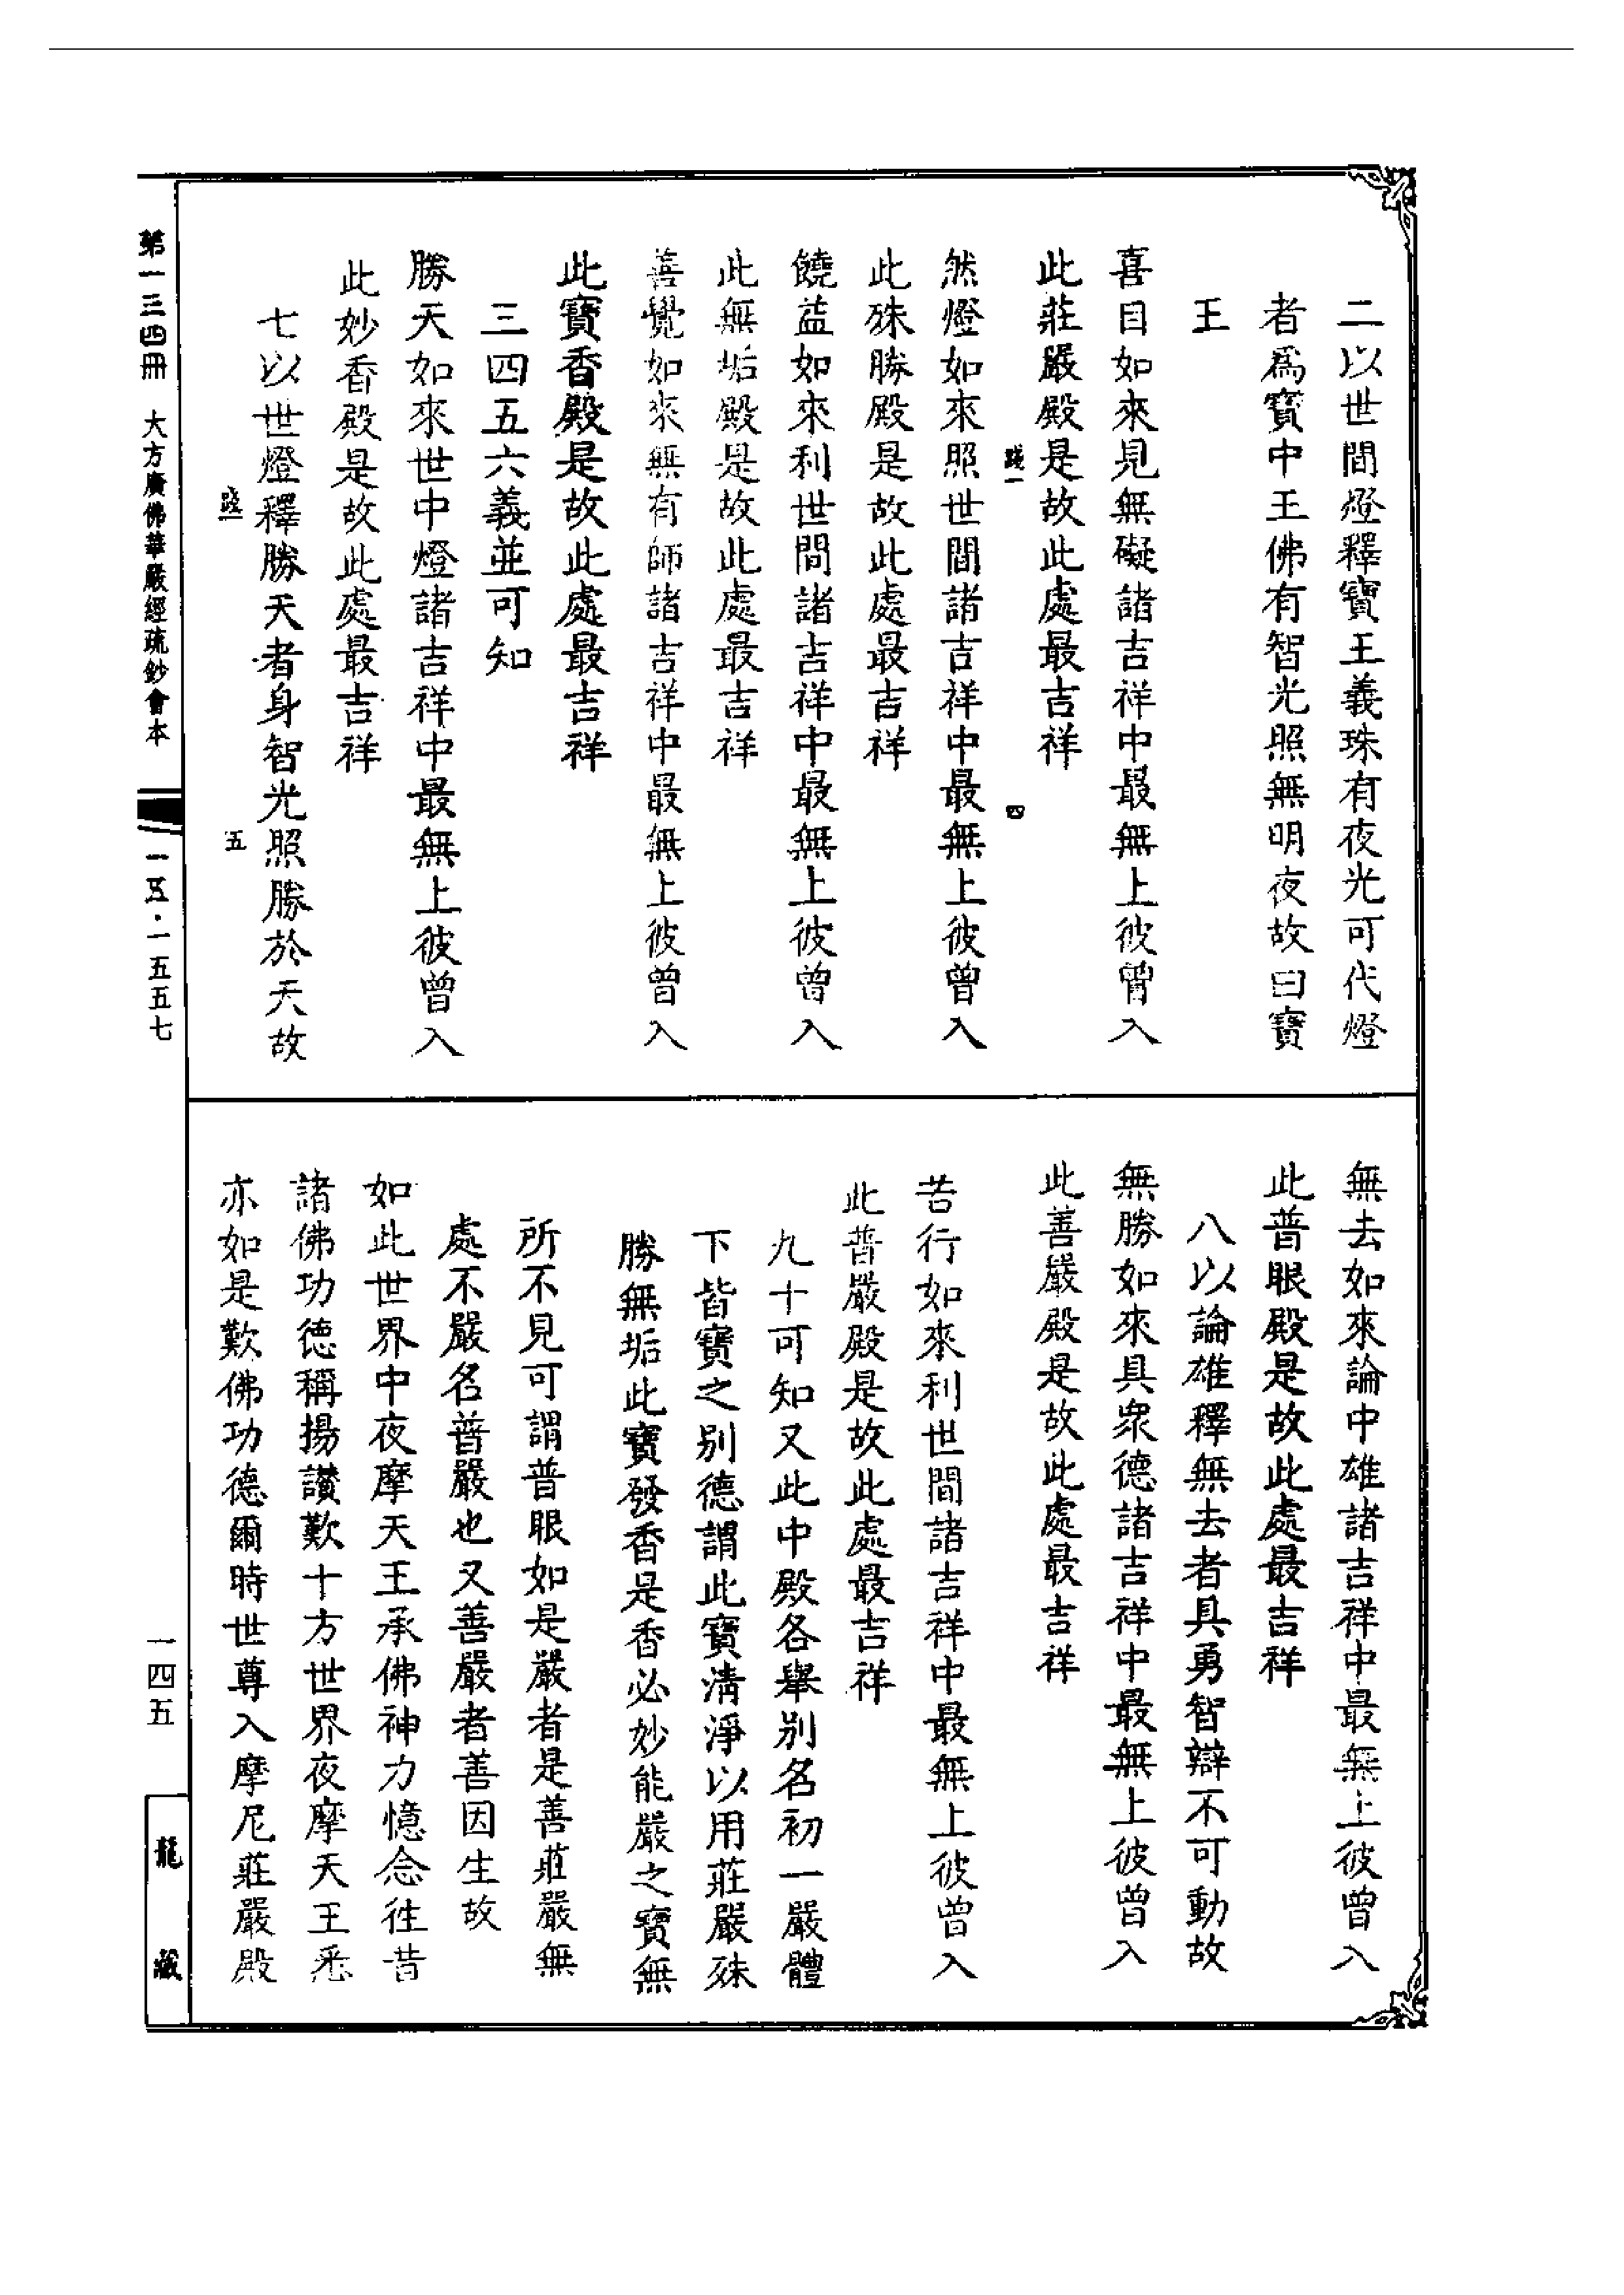 二以世間燈釋寶王義珠有夜光可代燈
者為寶中王佛有智光照無明夜故曰寶
王
喜目如來見無礙諸吉祥中最無上彼曾入
此莊嚴殿是故此處最吉祥
四
然燈如來照世間諸吉祥中最無上彼曾入
此殊勝殿是故此處最吉祥
饒益如來利世間諸吉祥中最無上彼曾入
此無垢殿是故此處最吉祥
善覺如來無有師諸吉祥中最無上彼曾入
此寶香殿是故此處最吉祥
三四五六義並可知
勝天如來世中燈諸吉祥中最無上彼曾入
此妙香殿是故此處最吉祥
七以世燈釋勝天者身智光照勝於天故
五
無去如來論中雄諸吉祥中最無上彼曾入
此普眼殿是故此處最吉祥
八以論雄釋無去者具勇智辯不可動故
無勝如來具眾德諸吉祥中最無上彼曾入
此善嚴殿是故此處最吉祥
苦行如來利世間諸吉祥中最無上彼曾入
此普嚴殿是故此處最吉祥
九十可知又此中殿各舉別名初一嚴體
下皆寶之別德謂此寶清淨以用莊嚴殊
勝無垢此寶發香是香必妙能嚴之寶無
所不見可謂普眼如是嚴者是善莊嚴無
處不嚴名普嚴也又善嚴者善因生故
如此世界中夜摩天王承佛神力憶念往昔
諸佛功德稱揚讚歎十方世界夜摩天王悉
亦如是歎佛功德爾時世尊入摩尼莊嚴殿
第一三四冊 大方廣佛華嚴經疏鈔會本
一三五·一五五七
一四五
龍藏